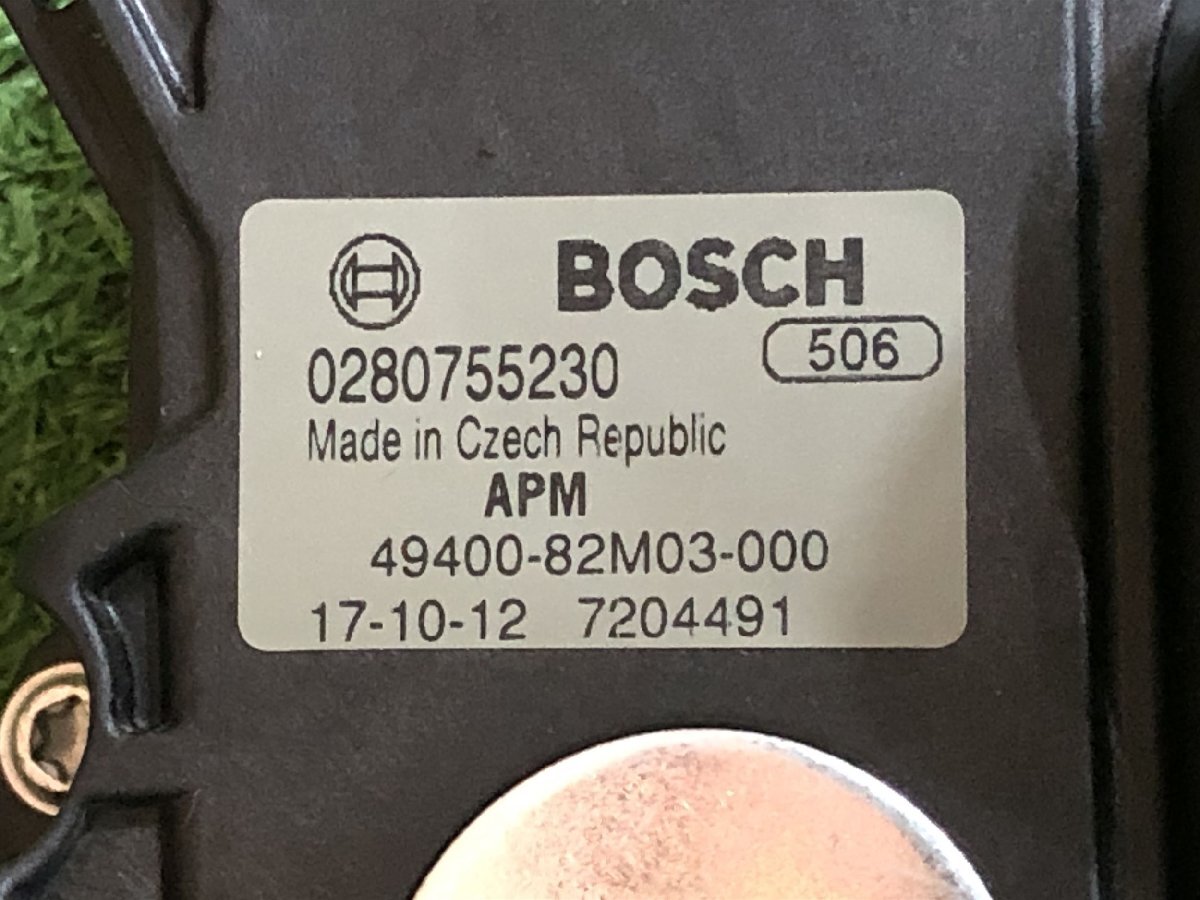 BOSCH
506
0280755230
Made in Czech Republic
APM
49400-82M03-000
17-10-12 7204491